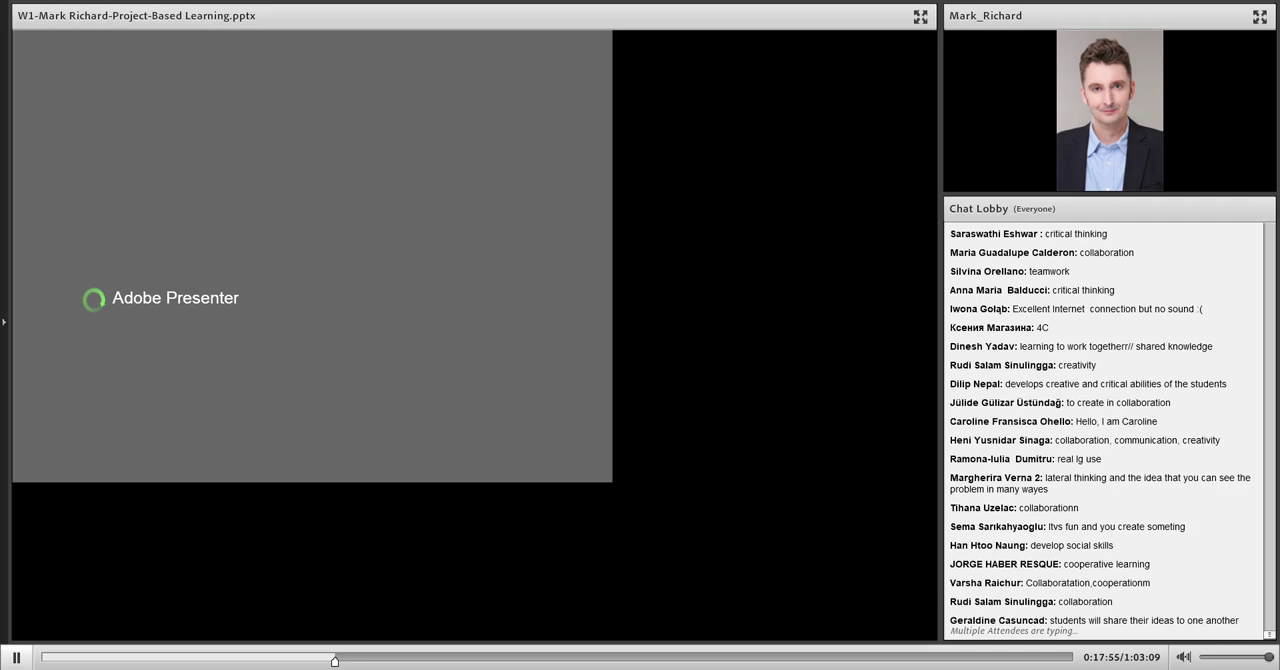 W1-Mark Richard-Project-Based Learning.pptx
Adobe Presenter
Mark_Richard
Chat Lobby (Everyone)
Saraswathi Eshwar : critical thinking
Maria Guadalupe Calderon: collaboration
Silvina Orellano: teamwork
Anna Maria Balducci: critical thinking
Iwona Gołąb: Excellent internet connection but no sound :(
Ксения Магазина: 4C
Dinesh Yadav: learning to work togetherr// shared knowledge
Rudi Salam Sinulingga: creativity
Dilip Nepal: develops creative and critical abilities of the students
Jülide Gülizar Üstündağ: to create in collaboration
Caroline Fransisca Ohello: Hello, I am Caroline
Heni Yusnidar Sinaga: collaboration, communication, creativity
Ramona-Iulia Dumitru: real lg use
Margherira Verna 2: lateral thinking and the idea that you can see the
problem in many wayes
Tihana Uzelac: collaborationn
Sema Sarıkahyaoglu: Itvs fun and you create someting
Han Htoo Naung: develop social skills
JORGE HABER RESQUE: cooperative learning
Varsha Raichur: Collaboratation,cooperationm
Rudi Salam Sinulingga: collaboration
Geraldine Casuncad: students will share their ideas to one another
Multiple Attendees are typing...
0:17:55/1:03:09